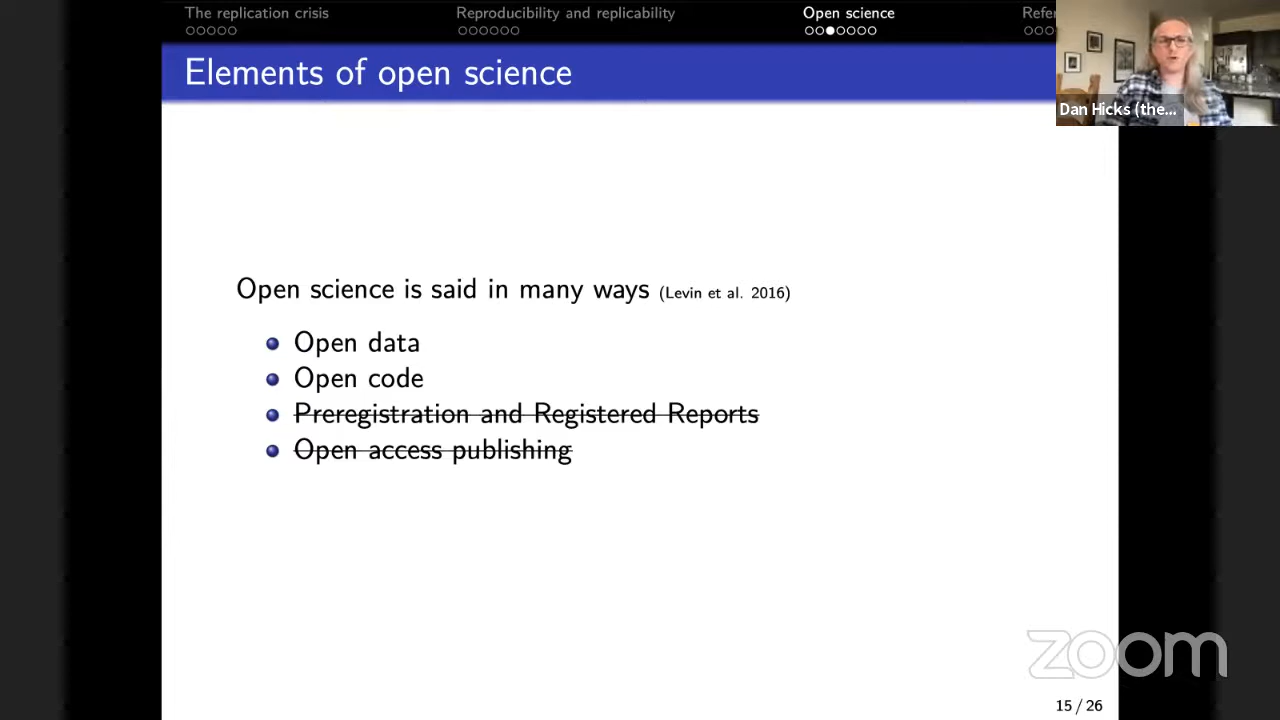 The replication crisis
Reproducibility and replicability
Open science
Refer
Elements of open science
Dan Hicks (the...
Open science is said in many ways (Levin et al. 2016)
Open data
Open code
Preregistration and Registered Reports
Open access publishing
zoom
15 / 26